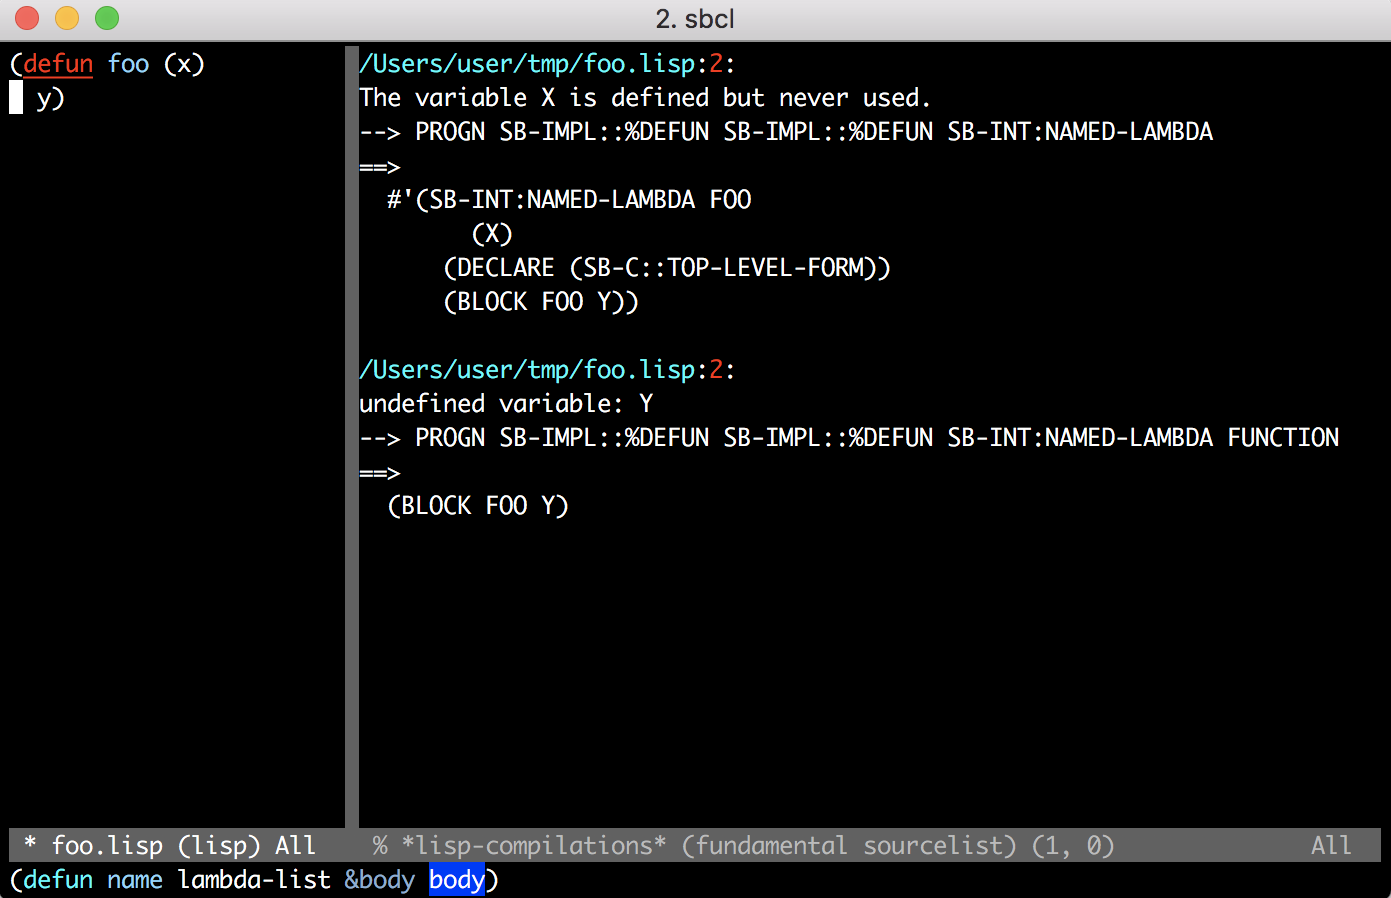 2. sbcl
(defun foo (x)
  y)
/Users/user/tmp/foo.lisp:2:
The variable X is defined but never used.
--> PROGN SB-IMPL::%DEFUN SB-IMPL::%DEFUN SB-INT:NAMED-LAMBDA
==>
  #'(SB-INT:NAMED-LAMBDA FOO
        (X)
      (DECLARE (SB-C::TOP-LEVEL-FORM))
      (BLOCK FOO Y))
/Users/user/tmp/foo.lisp:2:
undefined variable: Y
--> PROGN SB-IMPL::%DEFUN SB-IMPL::%DEFUN SB-INT:NAMED-LAMBDA FUNCTION
==>
  (BLOCK FOO Y)
* foo.lisp (lisp) All
% *lisp-compilations* (fundamental sourcelist) (1, 0) All
(defun name lambda-list &body body)